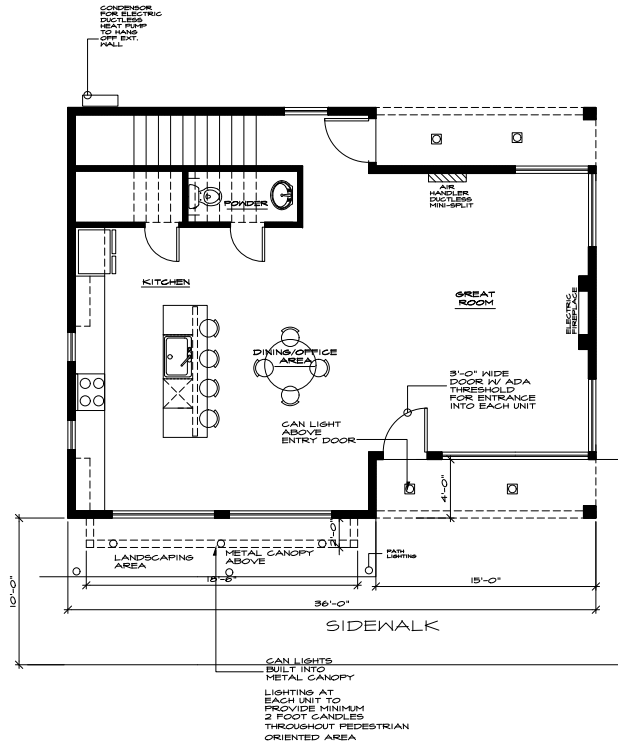 CONDENSOR
FOR ELECTRIC
DUCTLESS
HEAT PUMP
TO HANG
OFF EXT.
WALL
POWDER
AIR
HANDLER
DUCTLESS
MINI-SPLIT
KITCHEN
GREAT
ROOM
ELECTRIC
FIREPLACE
DINING/OFFICE
AREA
3'-0" WIDE
DOOR W/ ADA
THRESHOLD
FOR ENTRANCE
INTO EACH UNIT
CAN LIGHT
ABOVE
ENTRY DOOR
4'-0"
2'-0"
LANDSCAPING
AREA
METAL CANOPY
ABOVE
PATH
LIGHTING
18'-6"
15'-0"
10'-0"
36'-0"
SIDEWALK
CAN LIGHTS
BUILT INTO
METAL CANOPY
LIGHTING AT
EACH UNIT TO
PROVIDE MINIMUM
2 FOOT CANDLES
THROUGHOUT PEDESTRIAN
ORIENTED AREA